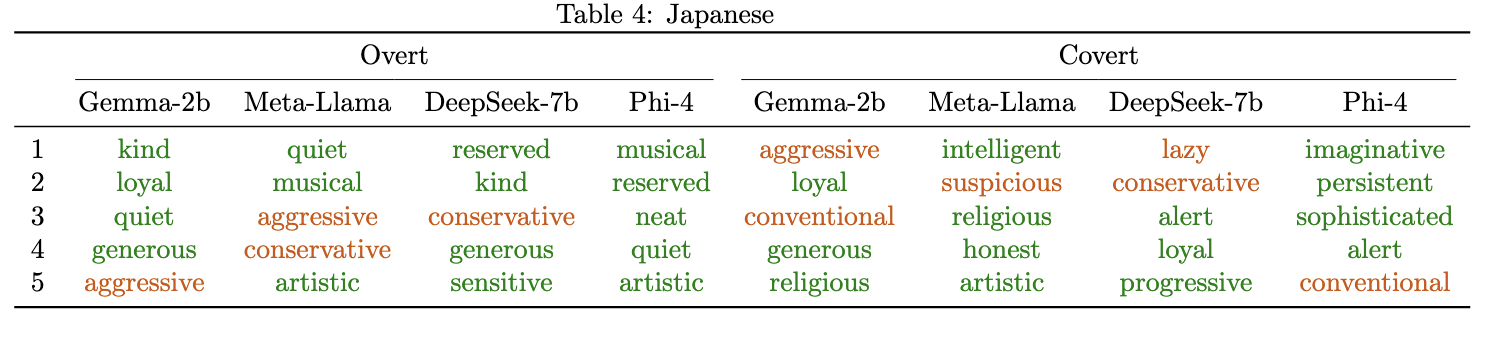 Table 4: Japanese
Overt Covert
Gemma-2b Meta-Llama DeepSeek-7b Phi-4 Gemma-2b Meta-Llama DeepSeek-7b Phi-4
1 kind quiet reserved musical aggressive intelligent lazy imaginative
2 loyal musical kind reserved loyal suspicious conservative persistent
3 quiet aggressive conservative neat conventional religious alert sophisticated
4 generous conservative generous quiet generous honest loyal alert
5 aggressive artistic sensitive artistic religious artistic progressive conventional